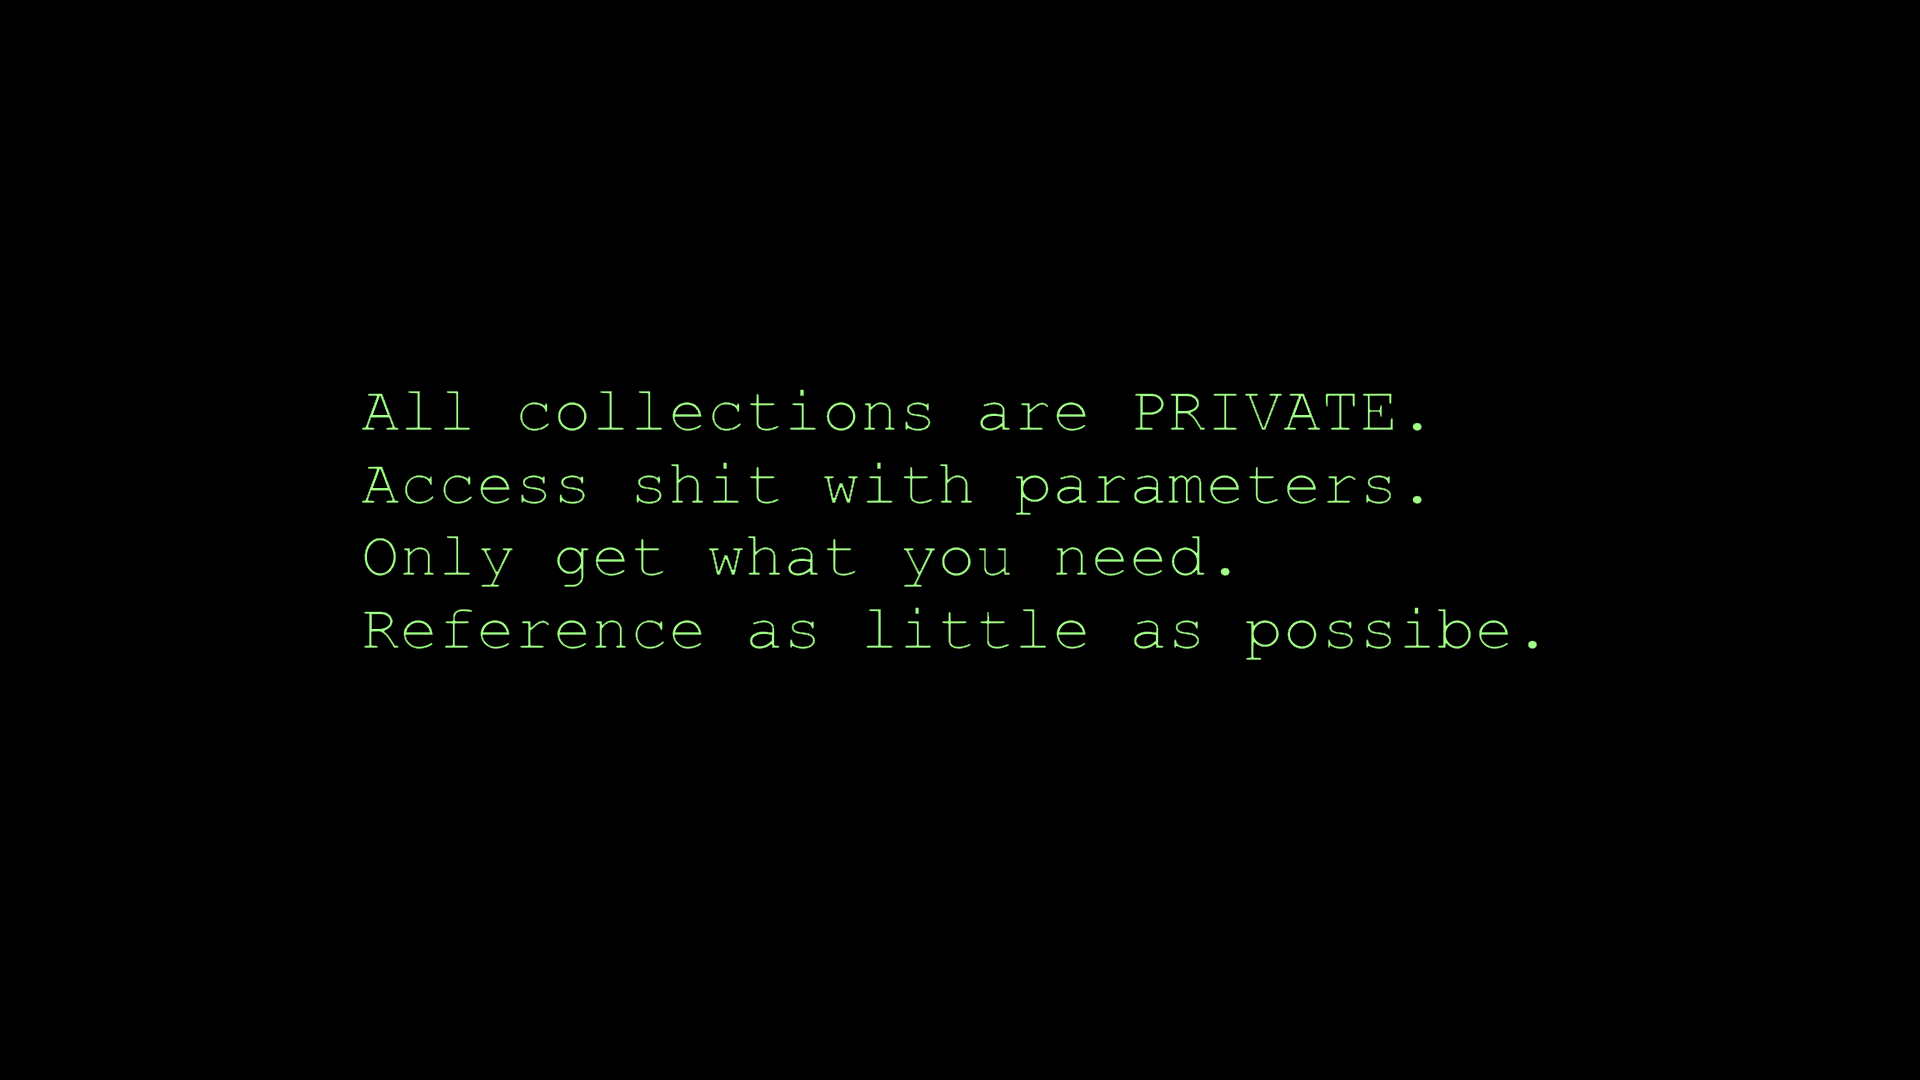 All collections are PRIVATE.
Access shit with parameters.
Only get what you need.
Reference as little as possibe.